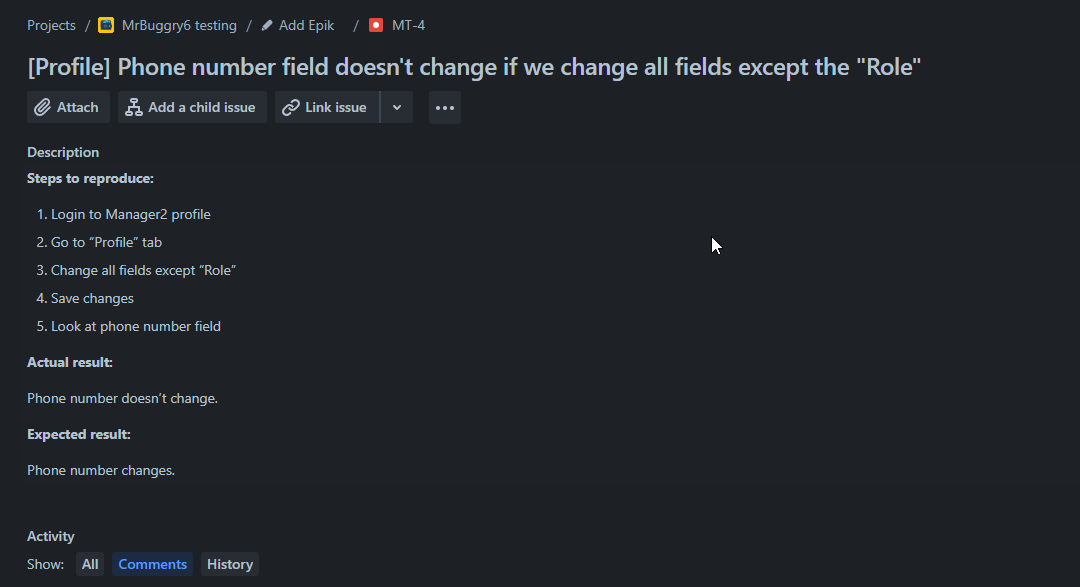 Projects / MrBuggry6 testing / Add Epik / MT-4
[Profile] Phone number field doesn't change if we change all fields except the "Role"
Attach Add a child issue Link issue
Description
Steps to reproduce:
1. Login to Manager2 profile
2. Go to “Profile” tab
3. Change all fields except “Role”
4. Save changes
5. Look at phone number field
Actual result:
Phone number doesn’t change.
Expected result:
Phone number changes.
Activity
Show: All Comments History